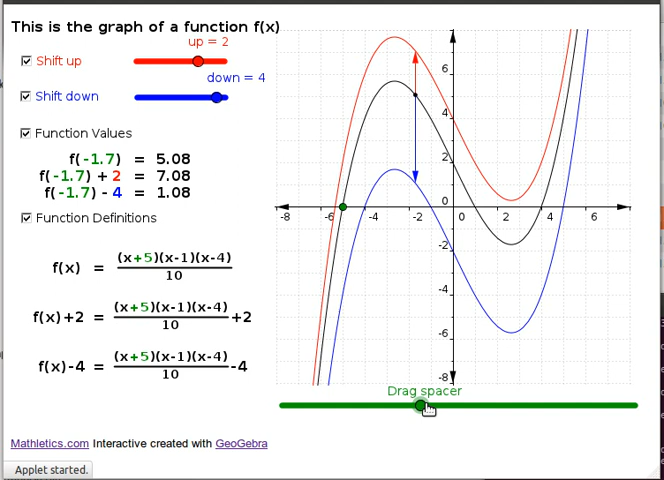 This is the graph of a function f(x)
up = 2
Shift up
down = 4
Shift down
Function Values
f(-1.7) = 5.08
f(-1.7) + 2 = 7.08
f(-1.7) - 4 = 1.08
Function Definitions
f(x) = (x+5)(x-1)(x-4)
10
f(x)+2 = (x+5)(x-1)(x-4)
10 +2
f(x)-4 = (x+5)(x-1)(x-4)
10 -4
6
4
2
0
-8 -6 -4 -2 0 2 4 6
-2
-4
-6
-8
Drag spacer
Mathletics.com Interactive created with GeoGebra
Applet started.